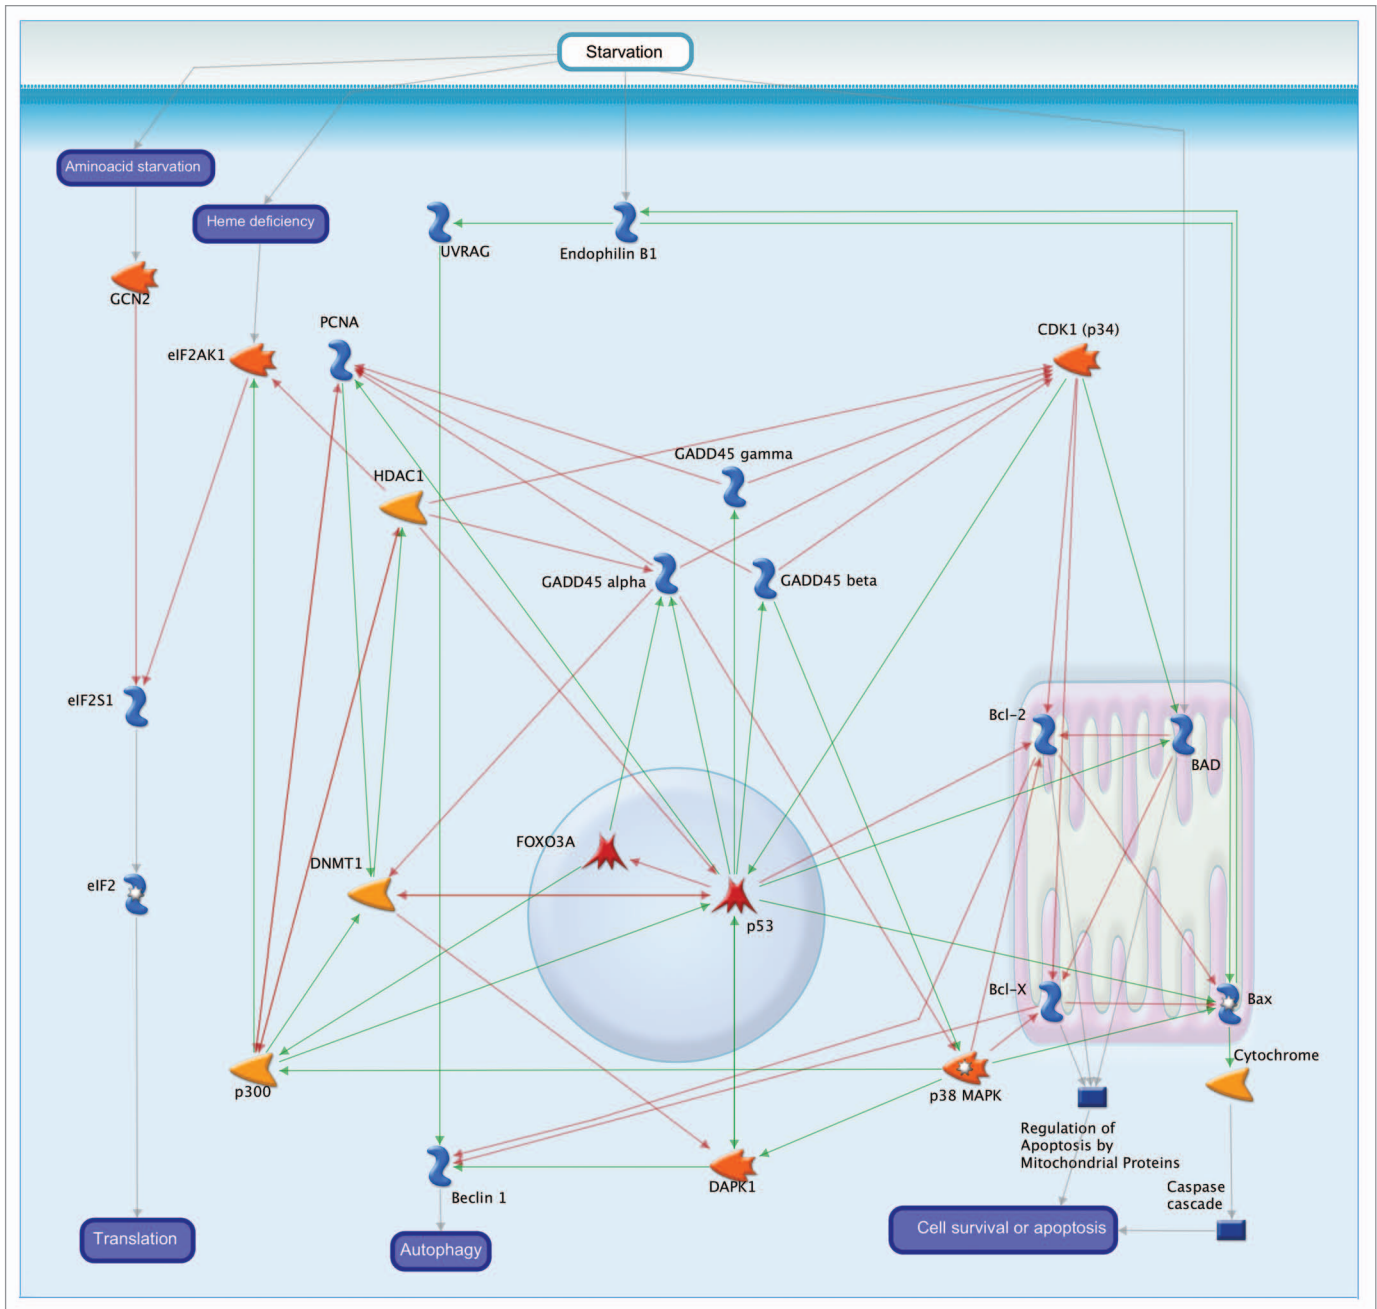 Starvation
Aminoacid starvation
Heme deficiency
UVRAG
Endophilin B1
GCN2
PCNA
CDK1 (p34)
eIF2AK1
GADD45 gamma
HDAC1
GADD45 alpha
GADD45 beta
eIF2S1
Bcl-2
BAD
FOXO3A
DNMT1
eIF2
p53
Bcl-X
Bax
Cytochrome
p300
p38 MAPK
Regulation of
Apoptosis by
Mitochondrial Proteins
DAPK1
Beclin 1
Caspase
cascade
Translation
Autophagy
Cell survival or apoptosis